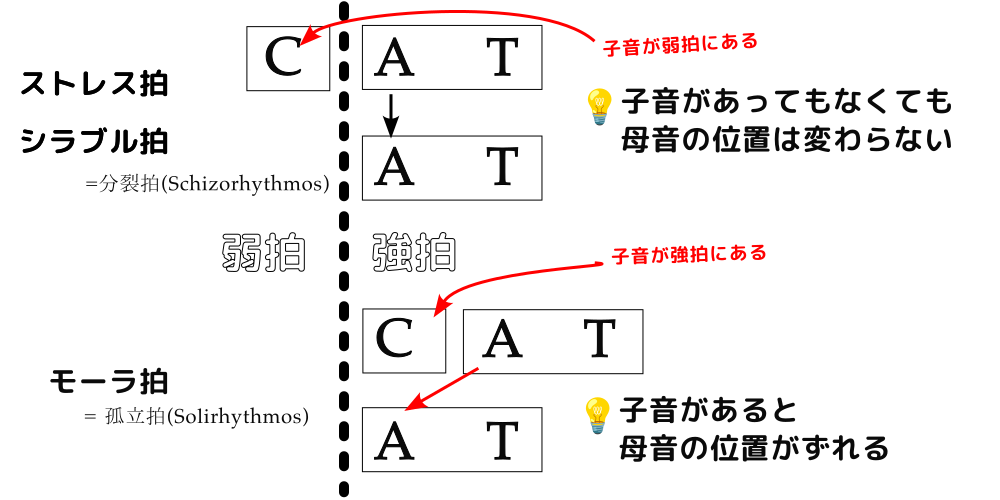 C
A T
子音が弱拍にある
ストレス拍
💡子音があってもなくても
母音の位置は変わらない
シラブル拍
A T
=分裂拍(Schizorhythmos)
弱拍
強拍
子音が強拍にある
C
A T
モーラ拍
= 孤立拍(Solirhythmos)
💡子音があると
母音の位置がずれる
A T